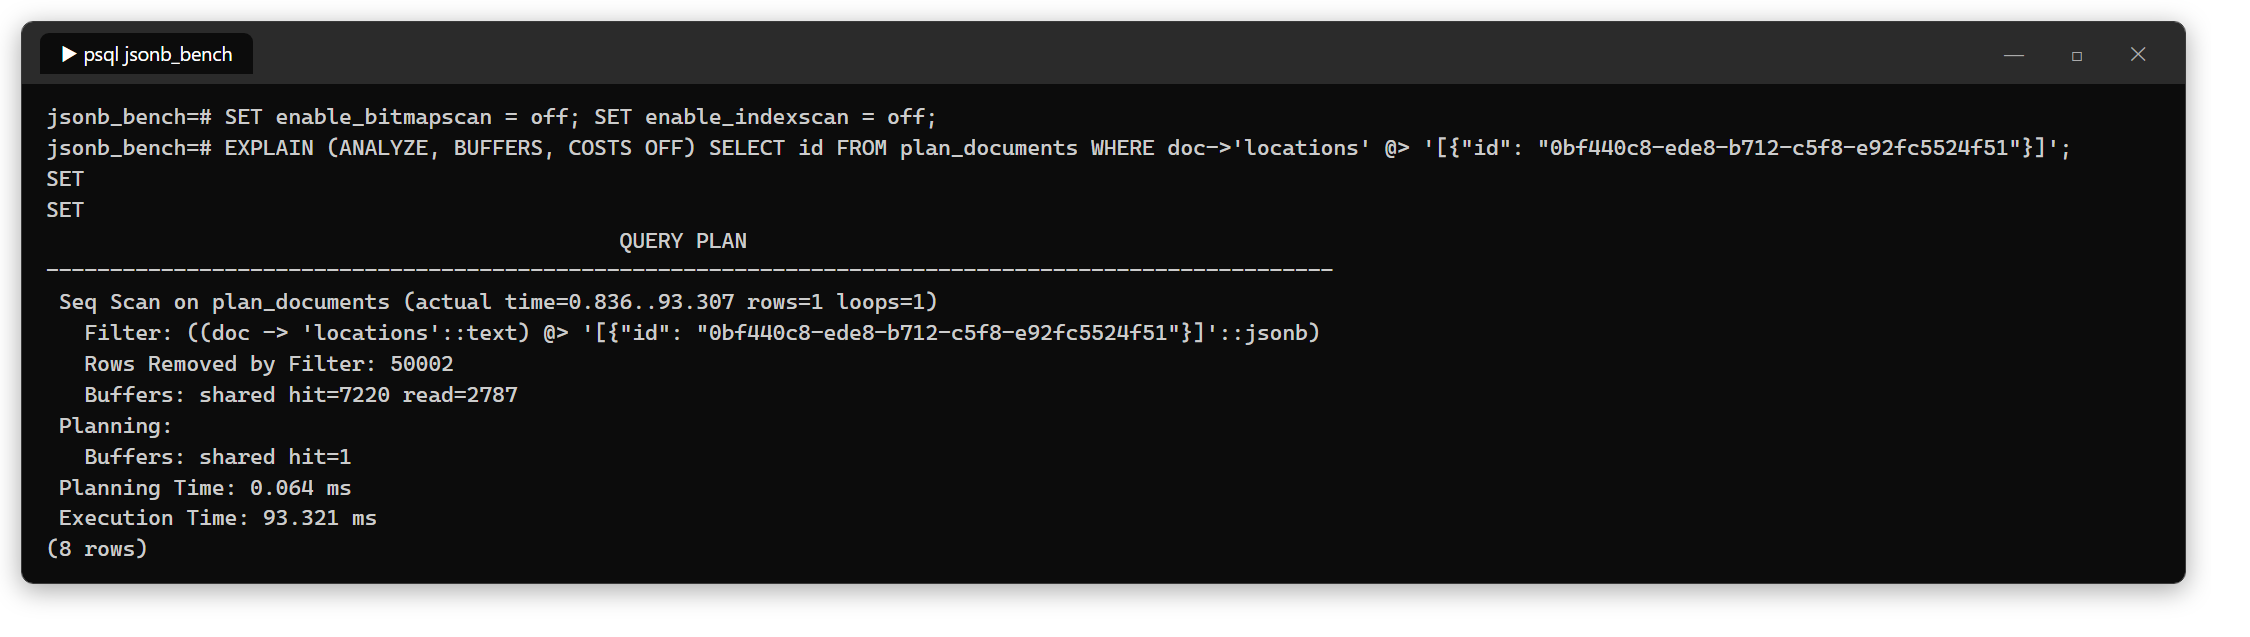 ▶ psql jsonb_bench
jsonb_bench=# SET enable_bitmapscan = off; SET enable_indexscan = off;
jsonb_bench=# EXPLAIN (ANALYZE, BUFFERS, COSTS OFF) SELECT id FROM plan_documents WHERE doc->'locations' @> '[{"id": "0bf440c8-ede8-b712-c5f8-e92fc5524f51"}]';
SET
SET
                                             QUERY PLAN
-----------------------------------------------------------------------------------------------------
 Seq Scan on plan_documents (actual time=0.836..93.307 rows=1 loops=1)
   Filter: ((doc -> 'locations'::text) @> '[{"id": "0bf440c8-ede8-b712-c5f8-e92fc5524f51"}]'::jsonb)
   Rows Removed by Filter: 50002
   Buffers: shared hit=7220 read=2787
 Planning:
   Buffers: shared hit=1
 Planning Time: 0.064 ms
 Execution Time: 93.321 ms
(8 rows)